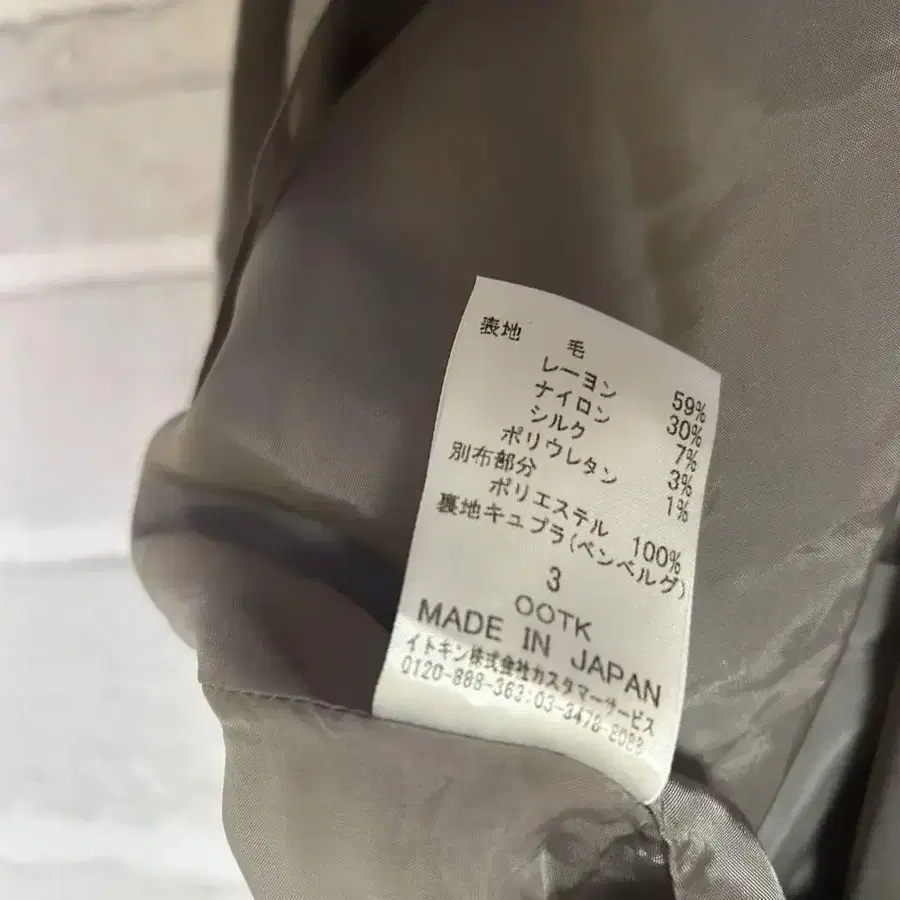 表地 毛 59%
レーヨン 30%
ナイロン 7%
シルク 3%
ポリウレタン 1%
別布部分
ポリエステル 100%
裏地キュプラ(ベンベルグ)
3
OOTK
MADE IN JAPAN
イトキン株式会社カスタマーサービス
0120-888-363:03-3478-8088